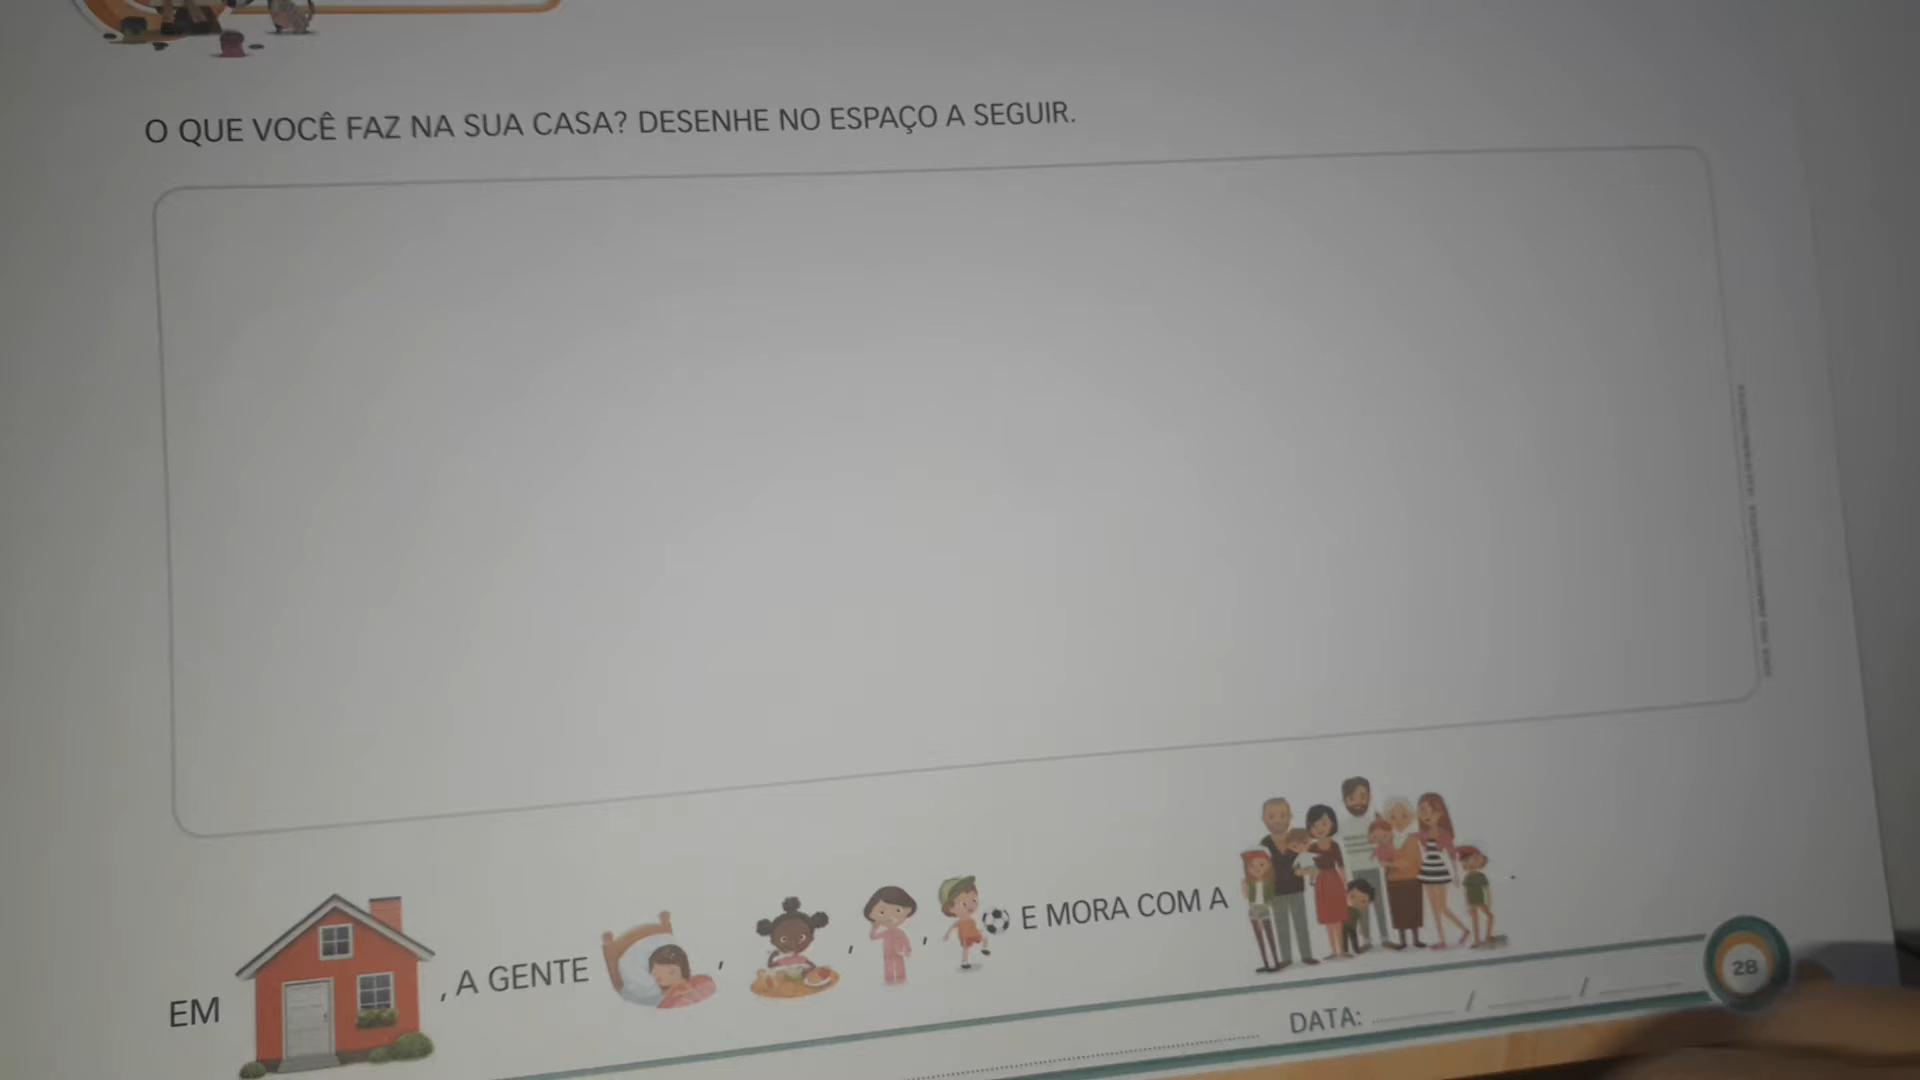 O QUE VOCÊ FAZ NA SUA CASA? DESENHE NO ESPAÇO A SEGUIR.
EM , A GENTE , , , E MORA COM A .
28
DATA: / /